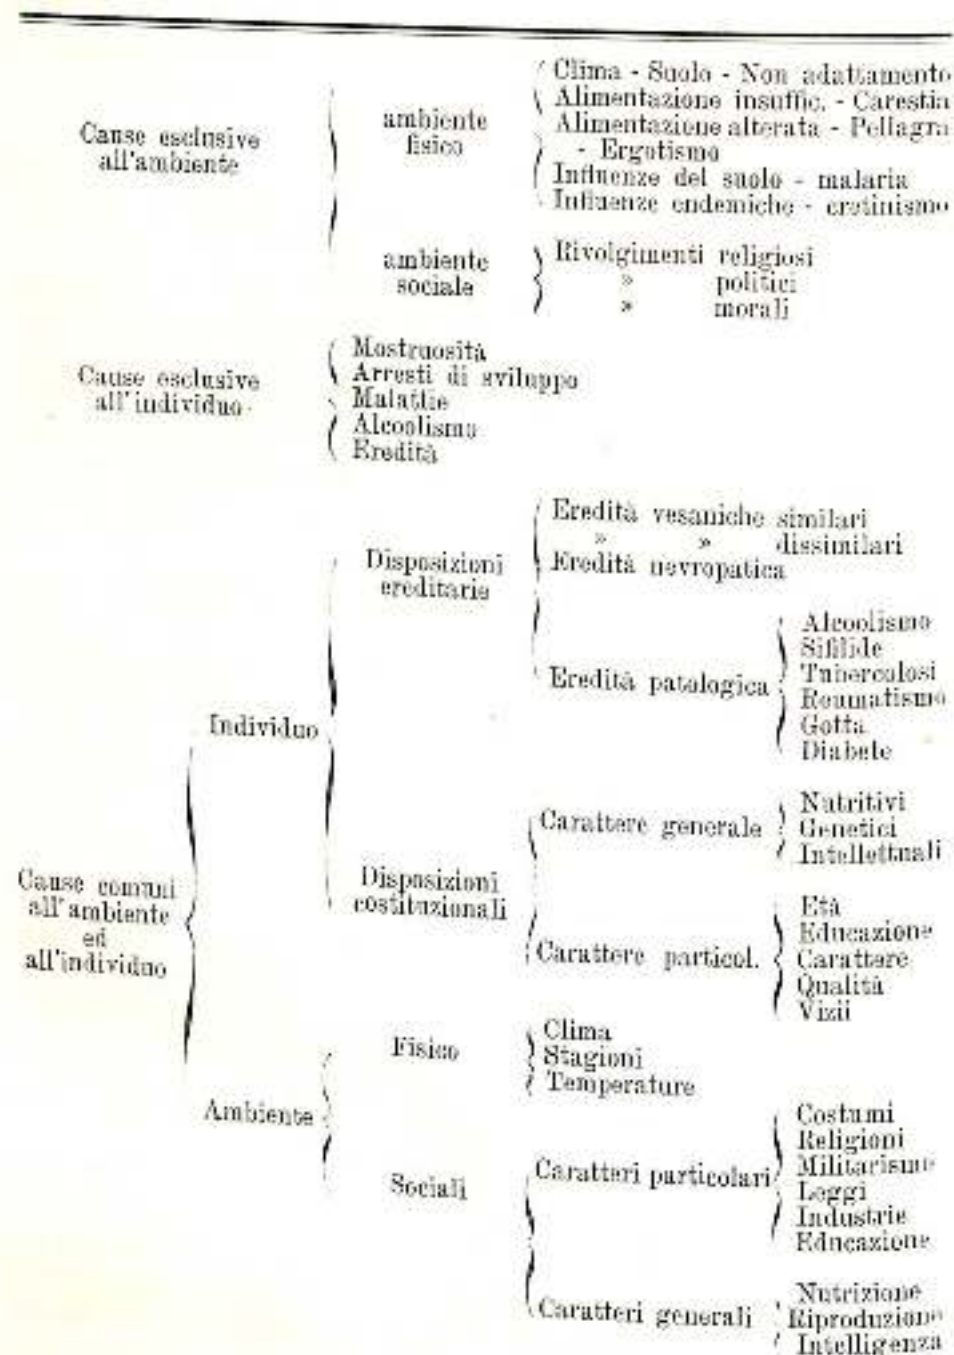 Cause esclusive
all'ambiente
ambiente
fisico
Clima - Suolo - Non adattamento
Alimentazione insuffic. - Carestia
Alimentazione alterata - Pellagra
- Ergotismo
Influenze del suolo - malaria
Influenze endemiche - cretinismo
ambiente
sociale
Rivolgimenti religiosi
» politici
» morali
Cause esclusive
all'individuo
Mostruosità
Arresti di sviluppo
Malattie
Alcoolismo
Eredità
Cause comuni
all'ambiente
ed
all'individuo
Individuo
Disposizioni
ereditarie
Eredità vesaniche similari
» » dissimilari
Eredità nevropatica
Eredità patologica
Alcoolismo
Sifilide
Tubercolosi
Reumatismo
Gotta
Diabete
Disposizioni
costituzionali
Carattere generale
Nutritivi
Genetici
Intellettuali
Carattere particol.
Età
Educazione
Carattere
Qualità
Vizii
Ambiente
Fisico
Clima
Stagioni
Temperature
Sociali
Caratteri particolari
Costumi
Religioni
Militarismo
Leggi
Industrie
Educazione
Caratteri generali
Nutrizione
Riproduzione
Intelligenza